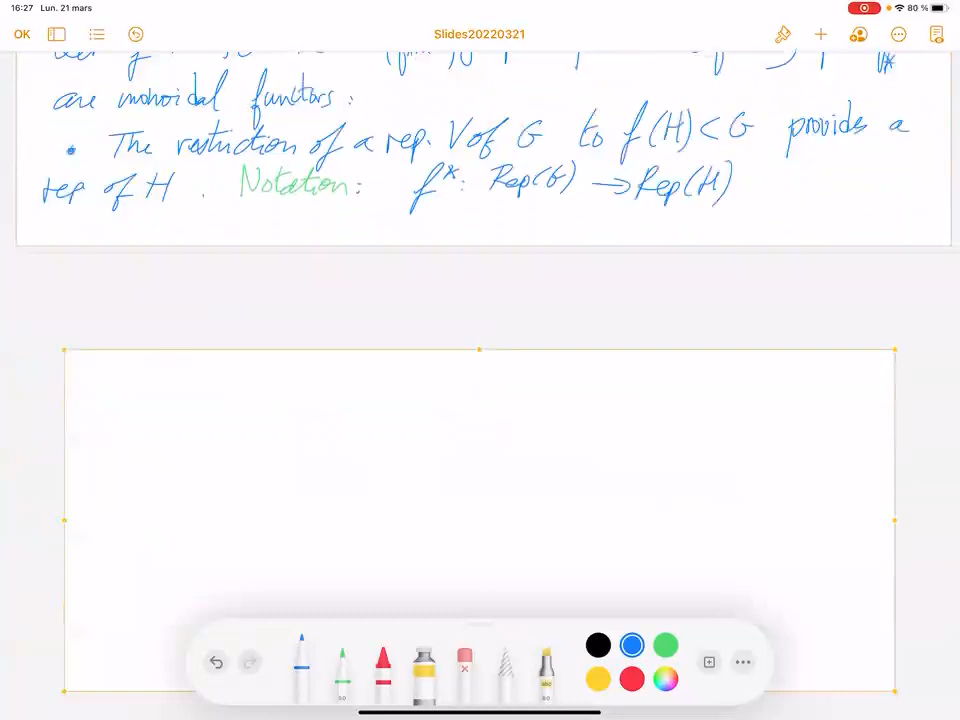 16:27 Lun. 21 mars
80 %
OK
Slides20220321
are monoidal functors:
• The restriction of a rep. V of G to f(H) < G provides a
rep of H. Notation: f*: Rep(G) → Rep(H)